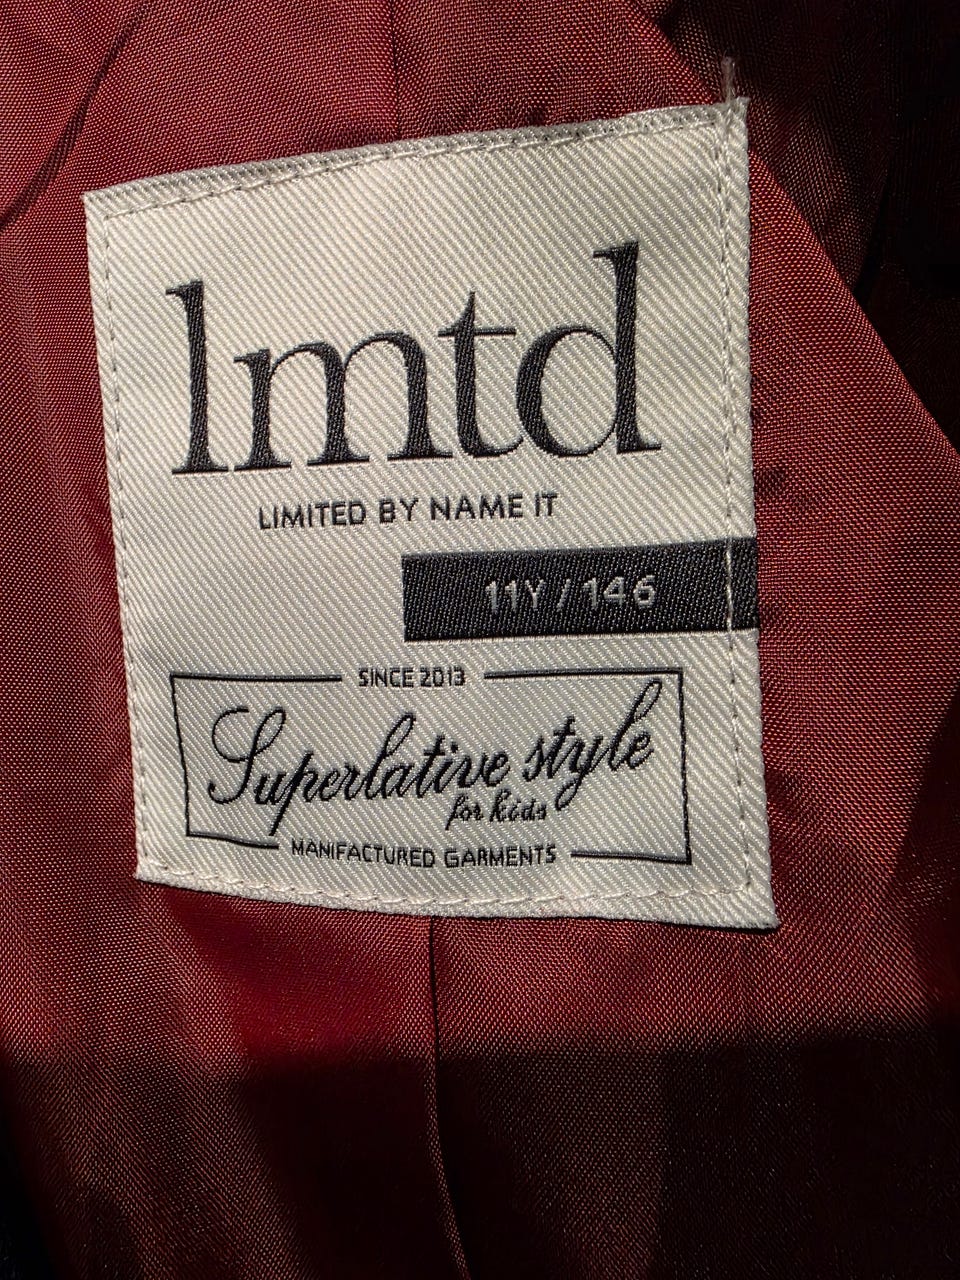 lmtd
LIMITED BY NAME IT
11Y / 146
SINCE 2013
Superlative style
for kids
MANIFACTURED GARMENTS